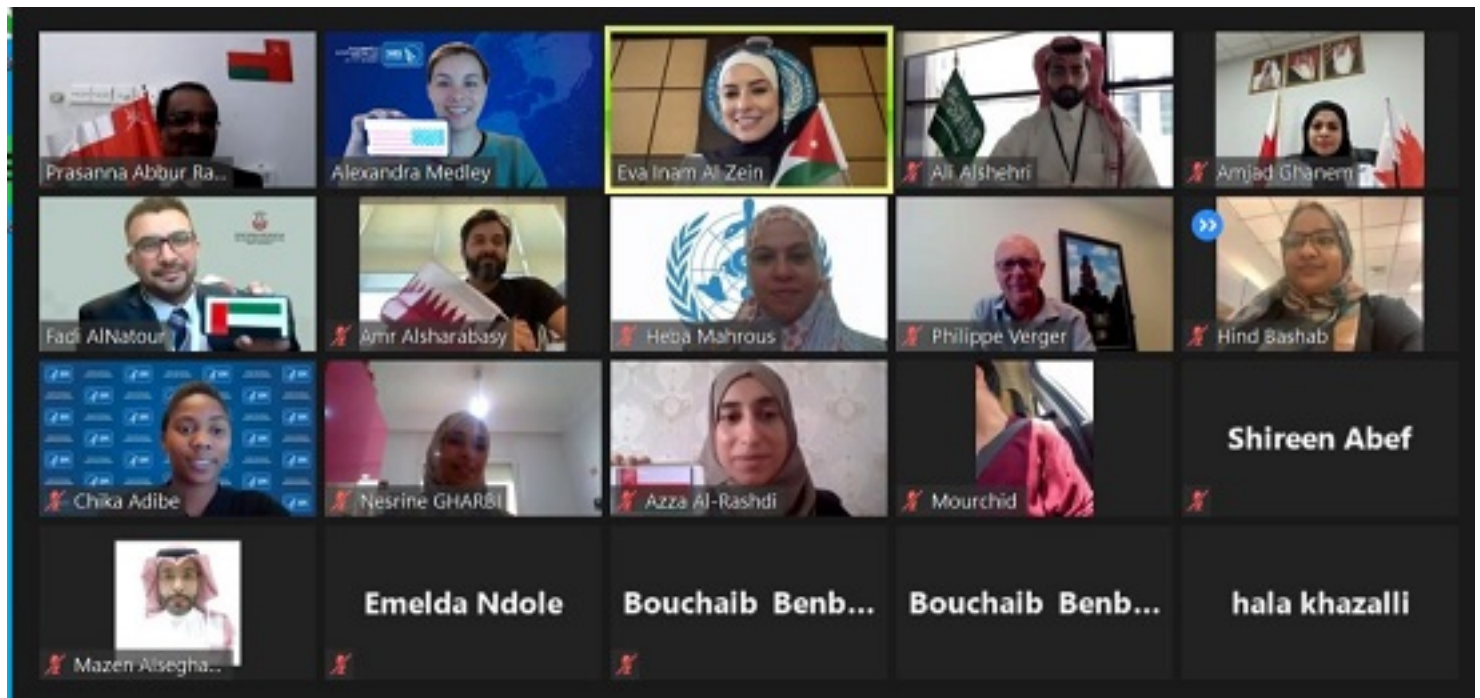 Prasanna Abbur Ra...
Alexandra Medley
Eva Inam Al Zein
Ali Alshehri
Amjad Ghanem
Fadi AlNatour
Amr Alsharabasy
Heba Mahrous
Philippe Verger
Hind Bashab
Chika Adibe
Nesrine GHARBI
Azza Al-Rashdi
Mourchid
Shireen Abef
Mazen Alsegha...
Emelda Ndole
Bouchaib Benb...
Bouchaib Benb...
hala khazalli